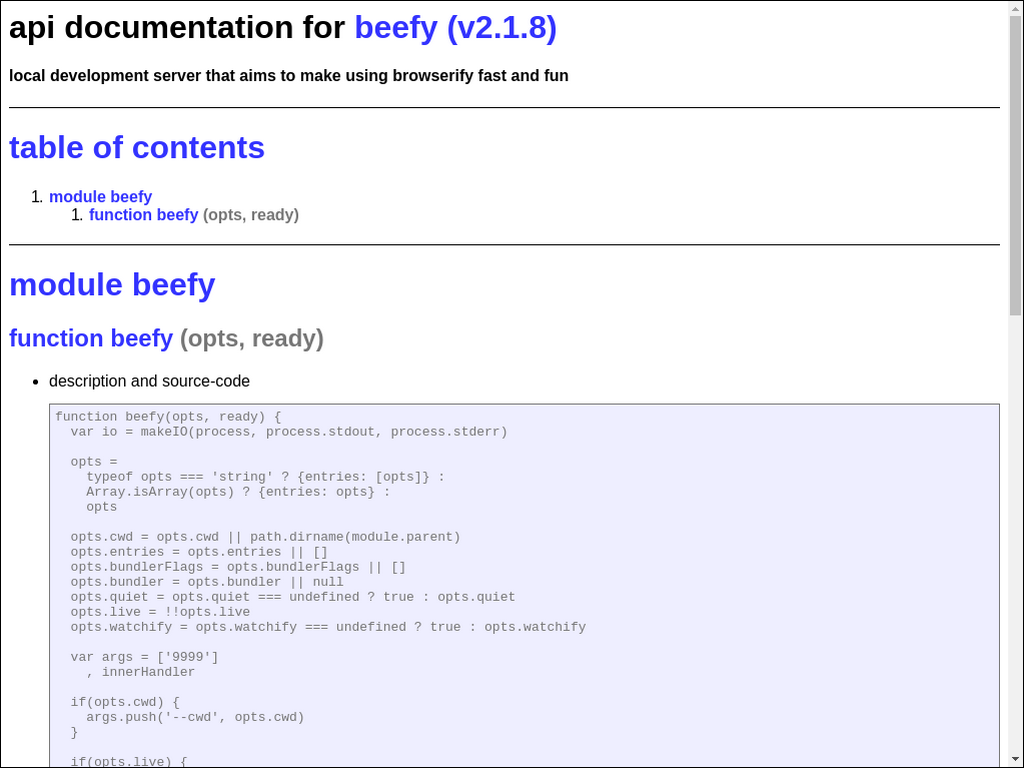 api documentation for beefy (v2.1.8)
local development server that aims to make using browserify fast and fun
table of contents
1. module beefy
1. function beefy (opts, ready)
module beefy
function beefy (opts, ready)
• description and source-code
function beefy(opts, ready) {
  var io = makeIO(process, process.stdout, process.stderr)
  opts =
    typeof opts === 'string' ? {entries: [opts]} :
    Array.isArray(opts) ? {entries: opts} :
    opts
  opts.cwd = opts.cwd || path.dirname(module.parent)
  opts.entries = opts.entries || []
  opts.bundlerFlags = opts.bundlerFlags || []
  opts.bundler = opts.bundler || null
  opts.quiet = opts.quiet === undefined ? true : opts.quiet
  opts.live = !!opts.live
  opts.watchify = opts.watchify === undefined ? true : opts.watchify
  var args = ['9999']
    , innerHandler
  if(opts.cwd) {
    args.push('--cwd', opts.cwd)
  }
  if(opts.live) {